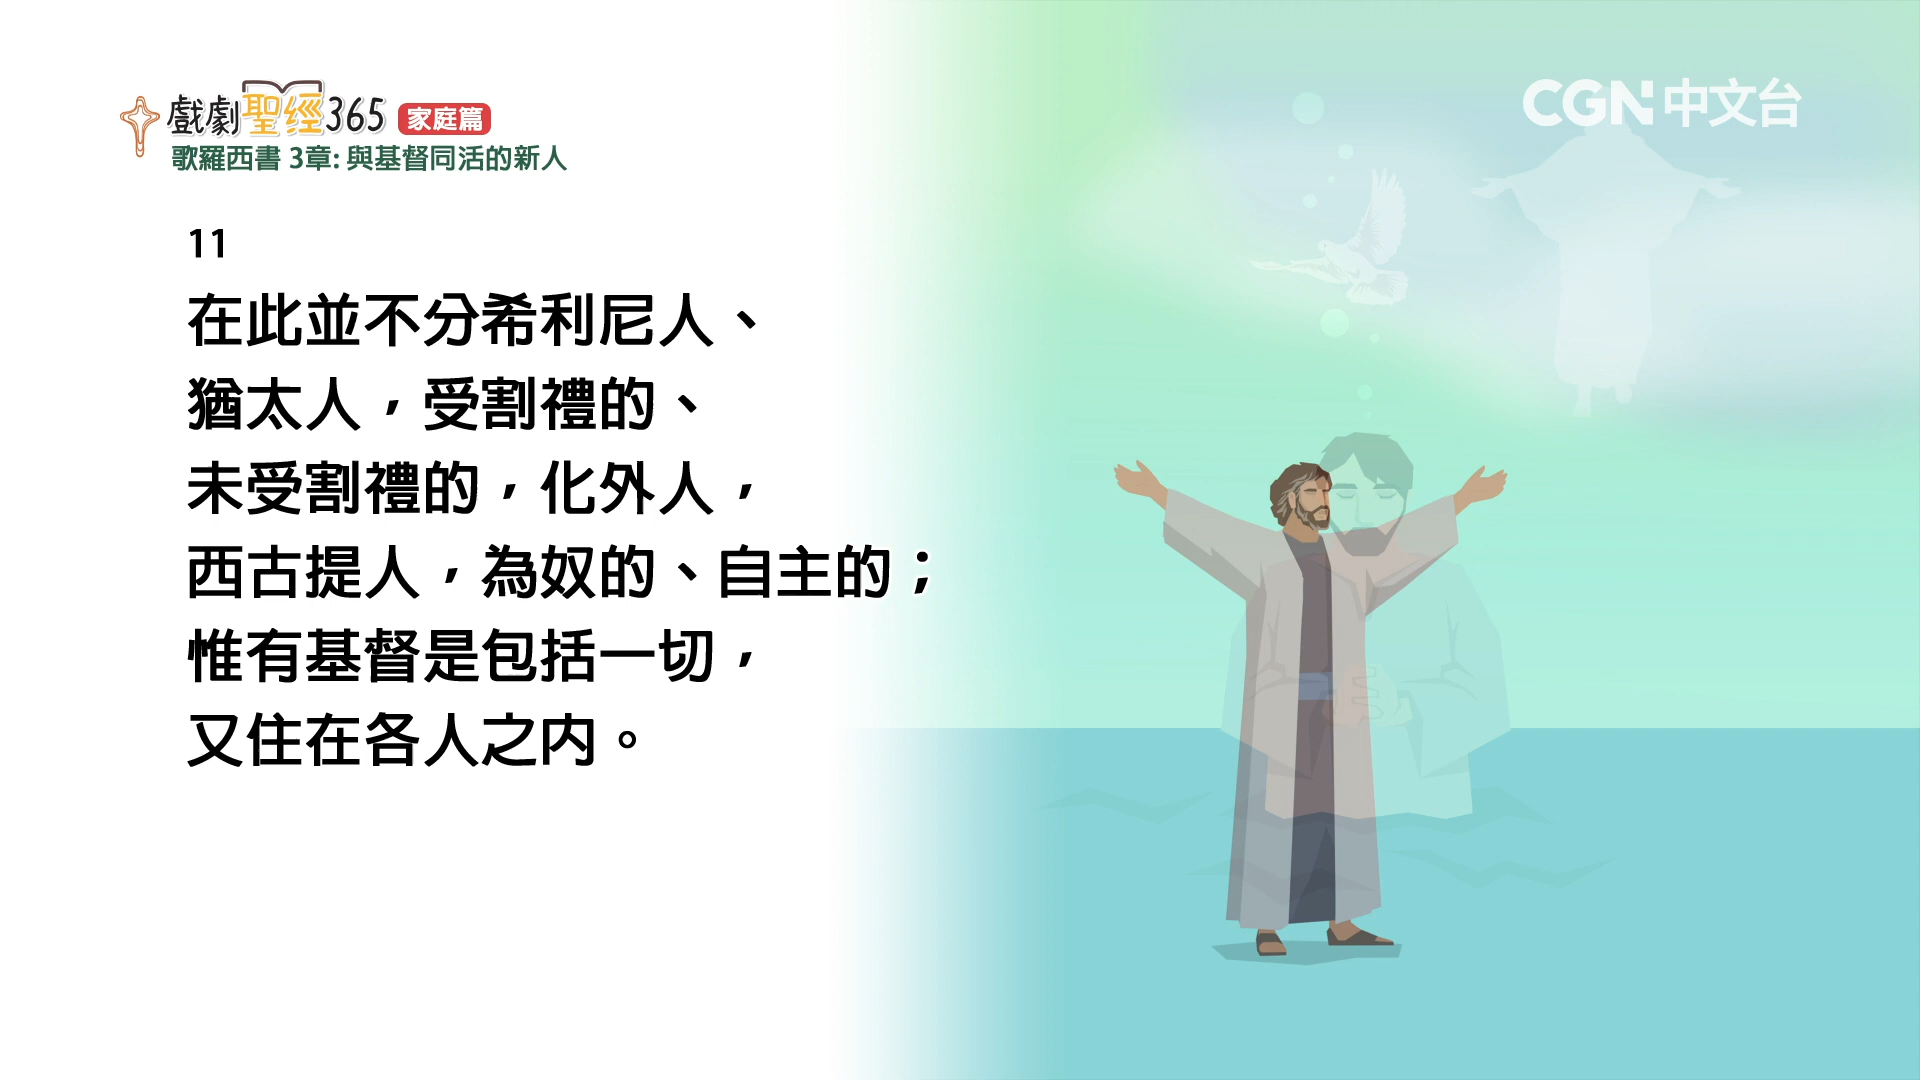 戲劇聖經365 家庭篇
CGN 中文台
歌羅西書 3章: 與基督同活的新人
11
在此並不分希利尼人、
猶太人，受割禮的、
未受割禮的，化外人，
西古提人，為奴的、自主的；
惟有基督是包括一切，
又住在各人之內。